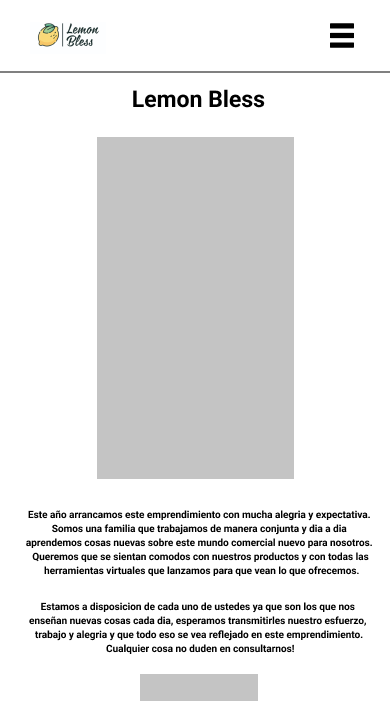 Lemon
Bless
Lemon Bless
Este año arrancamos este emprendimiento con mucha alegria y expectativa.
Somos una familia que trabajamos de manera conjunta y dia a dia
aprendemos cosas nuevas sobre este mundo comercial nuevo para nosotros.
Queremos que se sientan comodos con nuestros productos y con todas las
herramientas virtuales que lanzamos para que vean lo que ofrecemos.
Estamos a disposicion de cada uno de ustedes ya que son los que nos
enseñan nuevas cosas cada dia, esperamos transmitirles nuestro esfuerzo,
trabajo y alegria y que todo eso se vea reflejado en este emprendimiento.
Cualquier cosa no duden en consultarnos!